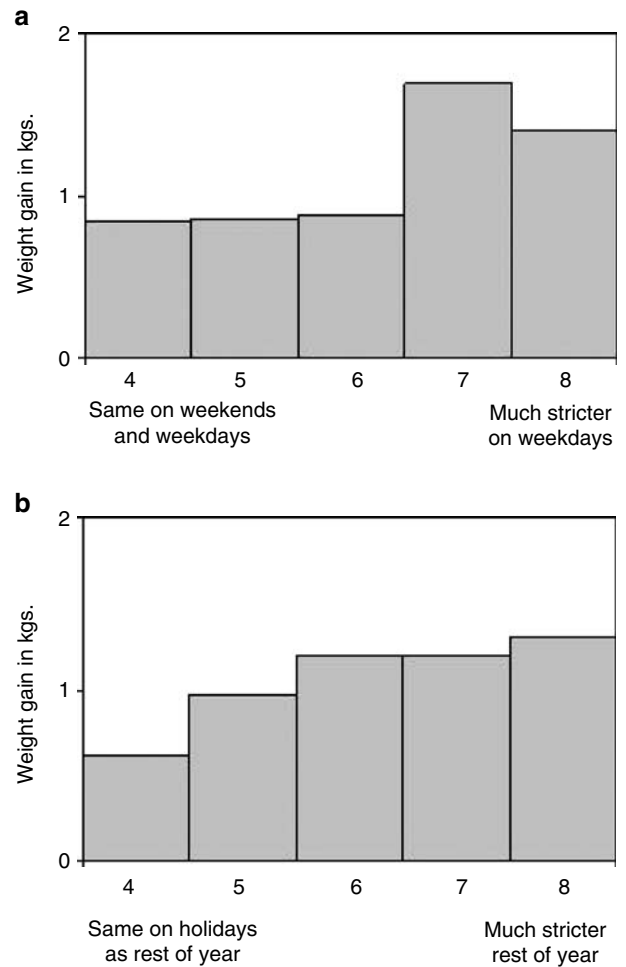 a
2
Weight gain in kgs.
1
0
4 5 6 7 8
Same on weekends
and weekdays
Much stricter
on weekdays
b
2
Weight gain in kgs.
1
0
4 5 6 7 8
Same on holidays
as rest of year
Much stricter
rest of year